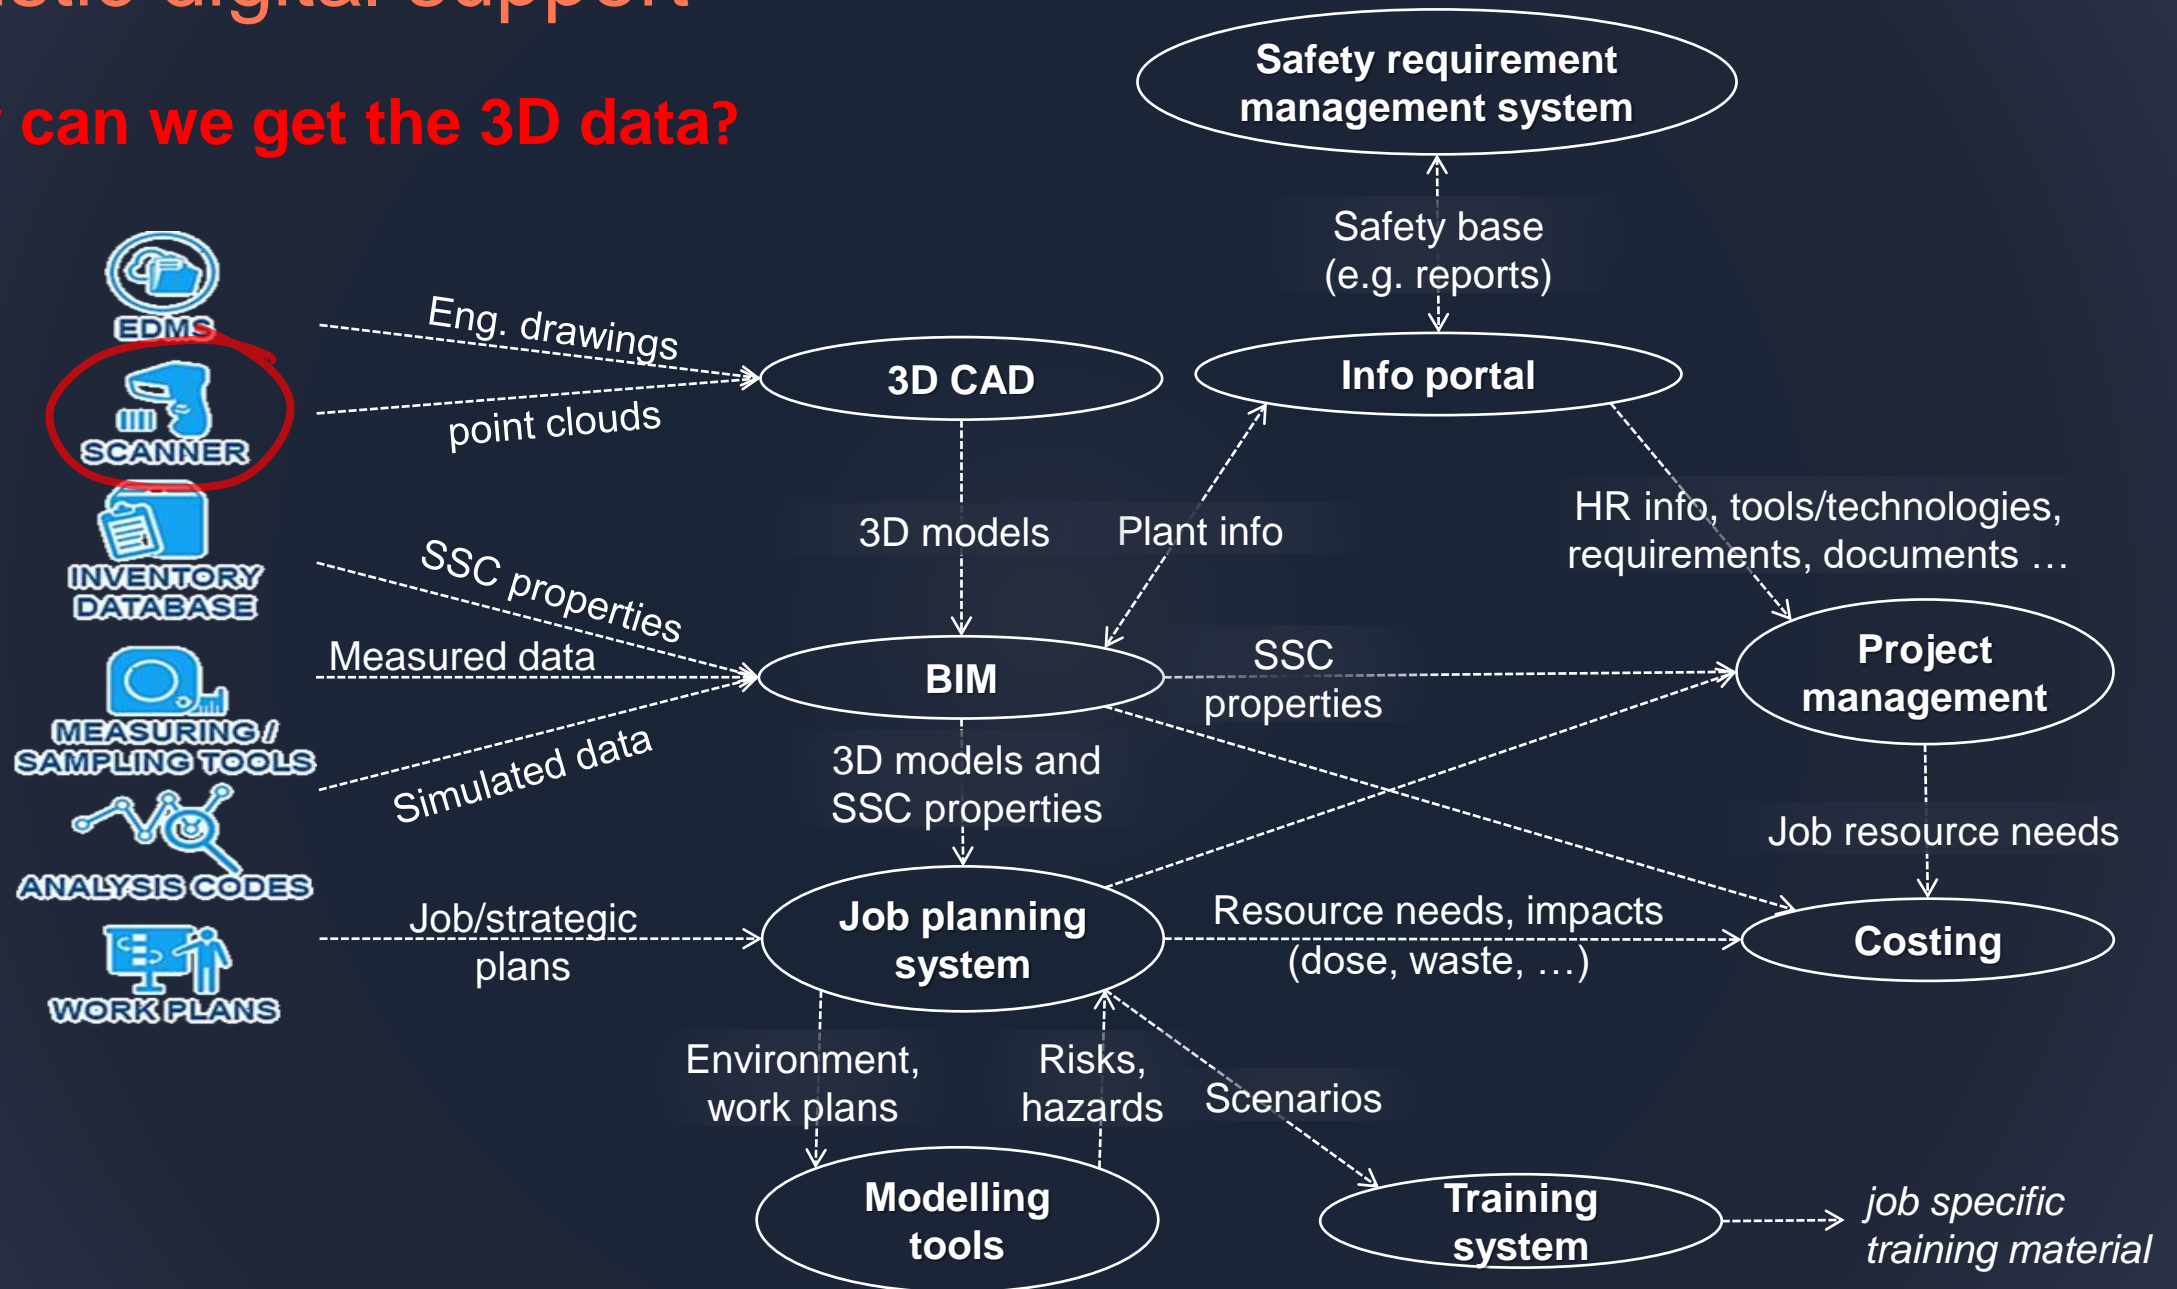 digital support
can we get the 3D data?
Safety requirement
management system
Safety base
(e.g. reports)
EDMS
Eng. drawings
SCANNER
point clouds
3D CAD
Info portal
INVENTORY
DATABASE
SSC properties
3D models
Plant info
HR info, tools/technologies,
requirements, documents …
Measured data
MEASURING /
SAMPLING TOOLS
Simulated data
BIM
SSC
properties
Project
management
3D models and
SSC properties
Job resource needs
ANALYSIS CODES
WORK PLANS
Job/strategic
plans
Job planning
system
Resource needs, impacts
(dose, waste, …)
Costing
Environment,
work plans
Risks,
hazards
Scenarios
Modelling
tools
Training
system
job specific
training material